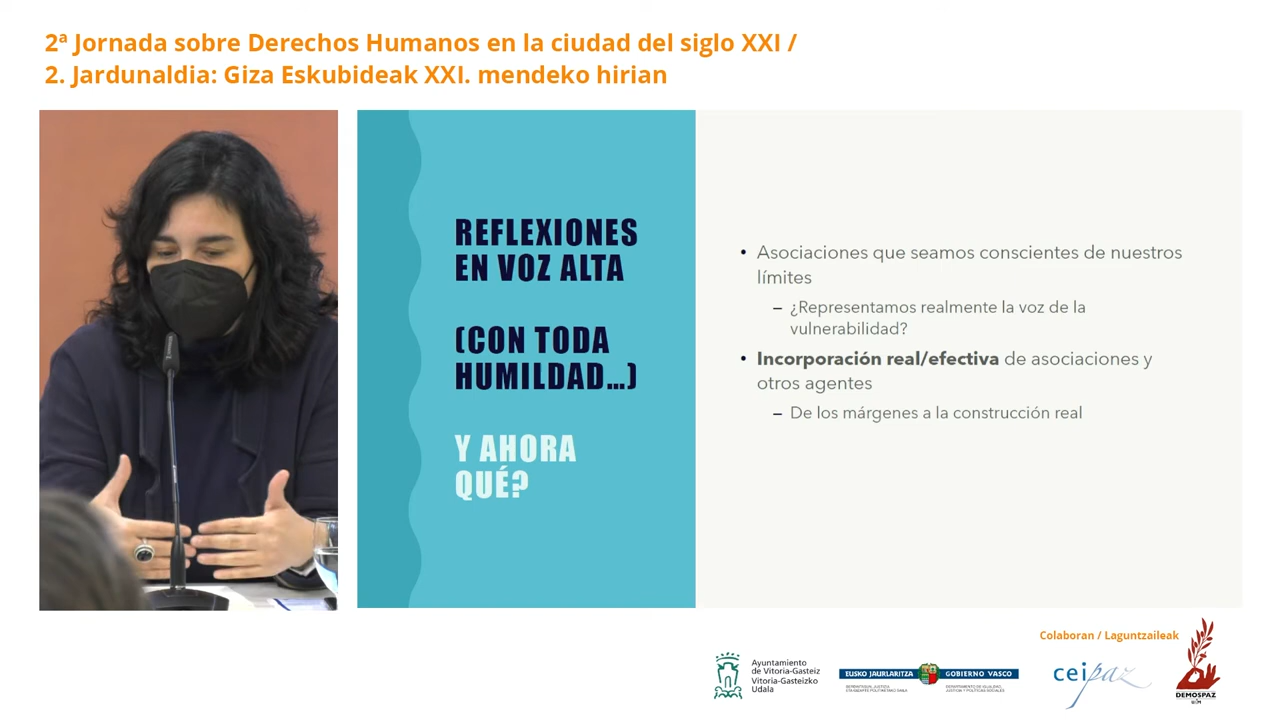 2ª Jornada sobre Derechos Humanos en la ciudad del siglo XXI /
2. Jardunaldia: Giza Eskubideak XXI. mendeko hirian
REFLEXIONES
EN VOZ ALTA
(CON TODA
HUMILDAD...)
Y AHORA
QUÉ?
• Asociaciones que seamos conscientes de nuestros
límites
– ¿Representamos realmente la voz de la
vulnerabilidad?
• Incorporación real/efectiva de asociaciones y
otros agentes
– De los márgenes a la construcción real
Colaboran / Laguntzaileak
Ayuntamiento
de Vitoria-Gasteiz
Vitoria-Gasteizko
Udala
EUSKO JAURLARITZA
GOBIERNO VASCO
ceipaz
DEMOSPAZ